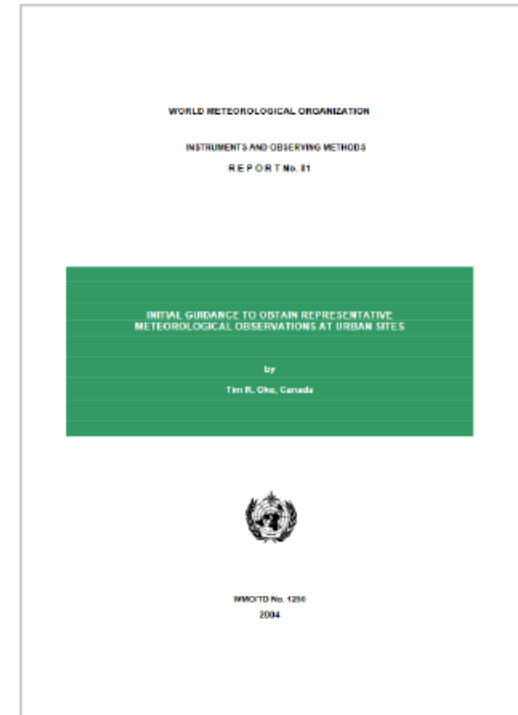 WORLD METEOROLOGICAL ORGANIZATION
INSTRUMENTS AND OBSERVING METHODS
R E P O R T No. 81
INITIAL GUIDANCE TO OBTAIN REPRESENTATIVE
METEOROLOGICAL OBSERVATIONS AT URBAN SITES
by
Tim R. Oke, Canada
WMO/TD No. 1250
2004